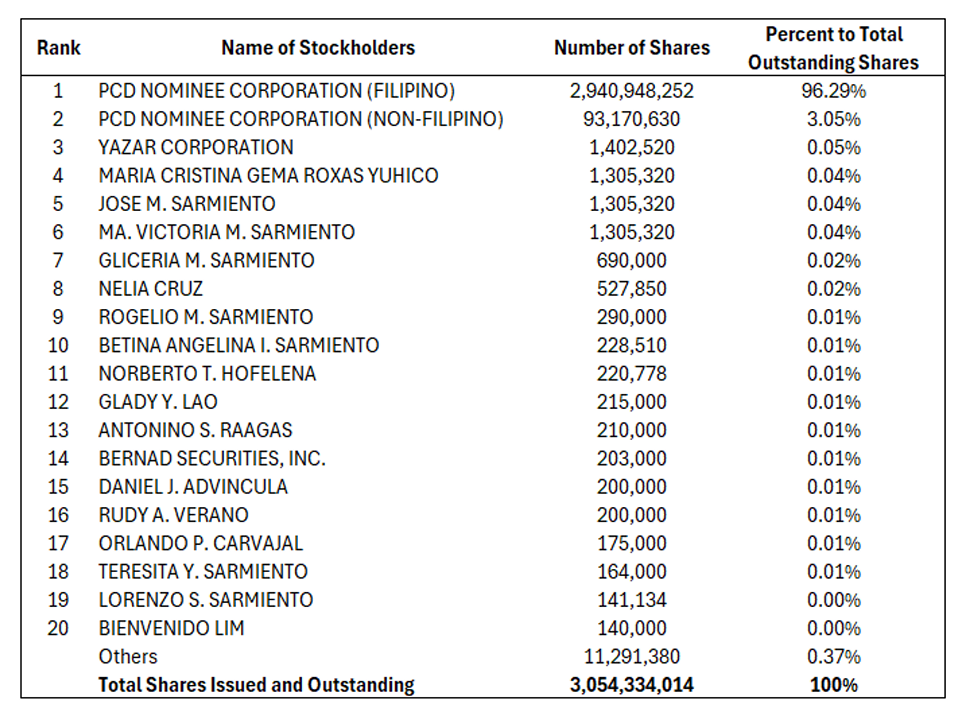 Rank Name of Stockholders Number of Shares Percent to Total Outstanding Shares
1 PCD NOMINEE CORPORATION (FILIPINO) 2,940,948,252 96.29%
2 PCD NOMINEE CORPORATION (NON-FILIPINO) 93,170,630 3.05%
3 YAZAR CORPORATION 1,402,520 0.05%
4 MARIA CRISTINA GEMA ROXAS YUHICO 1,305,320 0.04%
5 JOSE M. SARMIENTO 1,305,320 0.04%
6 MA. VICTORIA M. SARMIENTO 1,305,320 0.04%
7 GLICERIA M. SARMIENTO 690,000 0.02%
8 NELIA CRUZ 527,850 0.02%
9 ROGELIO M. SARMIENTO 290,000 0.01%
10 BETINA ANGELINA I. SARMIENTO 228,510 0.01%
11 NORBERTO T. HOFELENA 220,778 0.01%
12 GLADY Y. LAO 215,000 0.01%
13 ANTONINO S. RAAGAS 210,000 0.01%
14 BERNAD SECURITIES, INC. 203,000 0.01%
15 DANIEL J. ADVINCULA 200,000 0.01%
16 RUDY A. VERANO 200,000 0.01%
17 ORLANDO P. CARVAJAL 175,000 0.01%
18 TERESITA Y. SARMIENTO 164,000 0.01%
19 LORENZO S. SARMIENTO 141,134 0.00%
20 BIENVENIDO LIM 140,000 0.00%
Others 11,291,380 0.37%
Total Shares Issued and Outstanding 3,054,334,014 100%